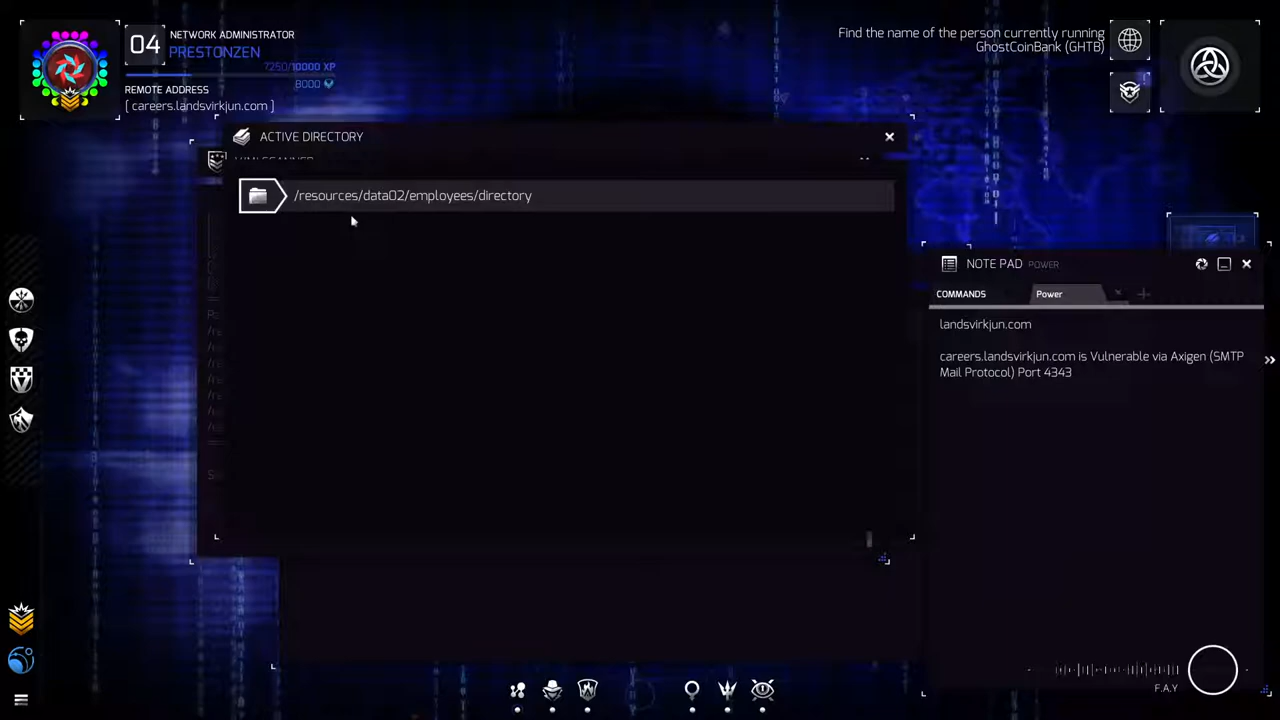 04
NETWORK ADMINISTRATOR
PRESTONZEN
7250/10000 XP
8000
REMOTE ADDRESS
[ careers.landsvirkjun.com ]
Find the name of the person currently running
GhostCoinBank (GHTB)
ACTIVE DIRECTORY
/resources/data02/employees/directory
NOTE PAD POWER
COMMANDS
Power
landsvirkjun.com
careers.landsvirkjun.com is Vulnerable via Axigen (SMTP
Mail Protocol) Port 4343
F.A.Y